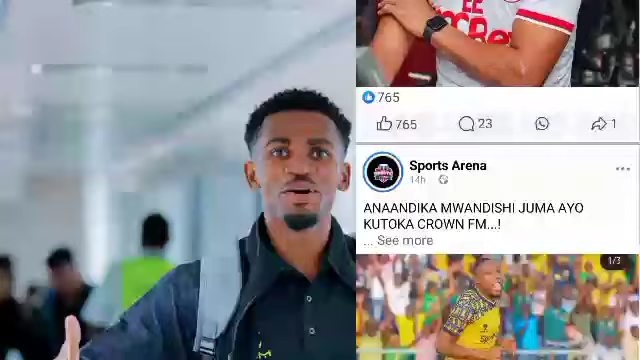 765
765
23
1
Sports Arena
14h
ANAANDIKA MWANDISHI JUMA AYO
KUTOKA CROWN FM...!
... See more
1/3